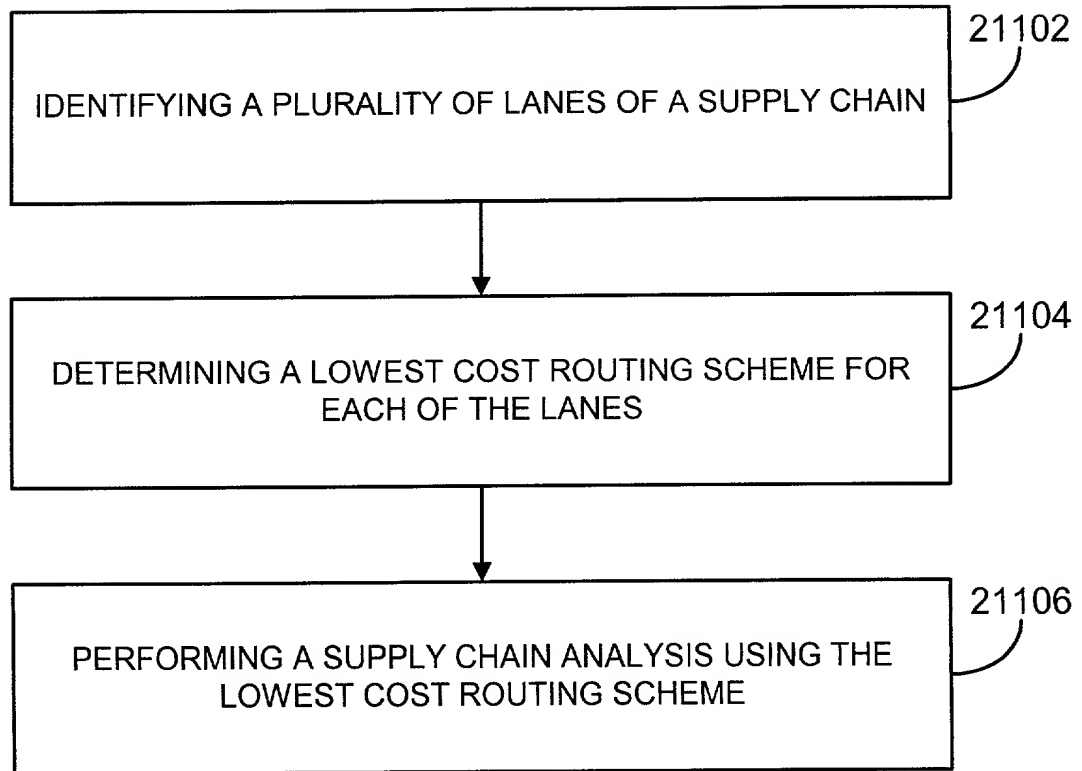 21102
IDENTIFYING A PLURALITY OF LANES OF A SUPPLY CHAIN
21104
DETERMINING A LOWEST COST ROUTING SCHEME FOR
EACH OF THE LANES
21106
PERFORMING A SUPPLY CHAIN ANALYSIS USING THE
LOWEST COST ROUTING SCHEME